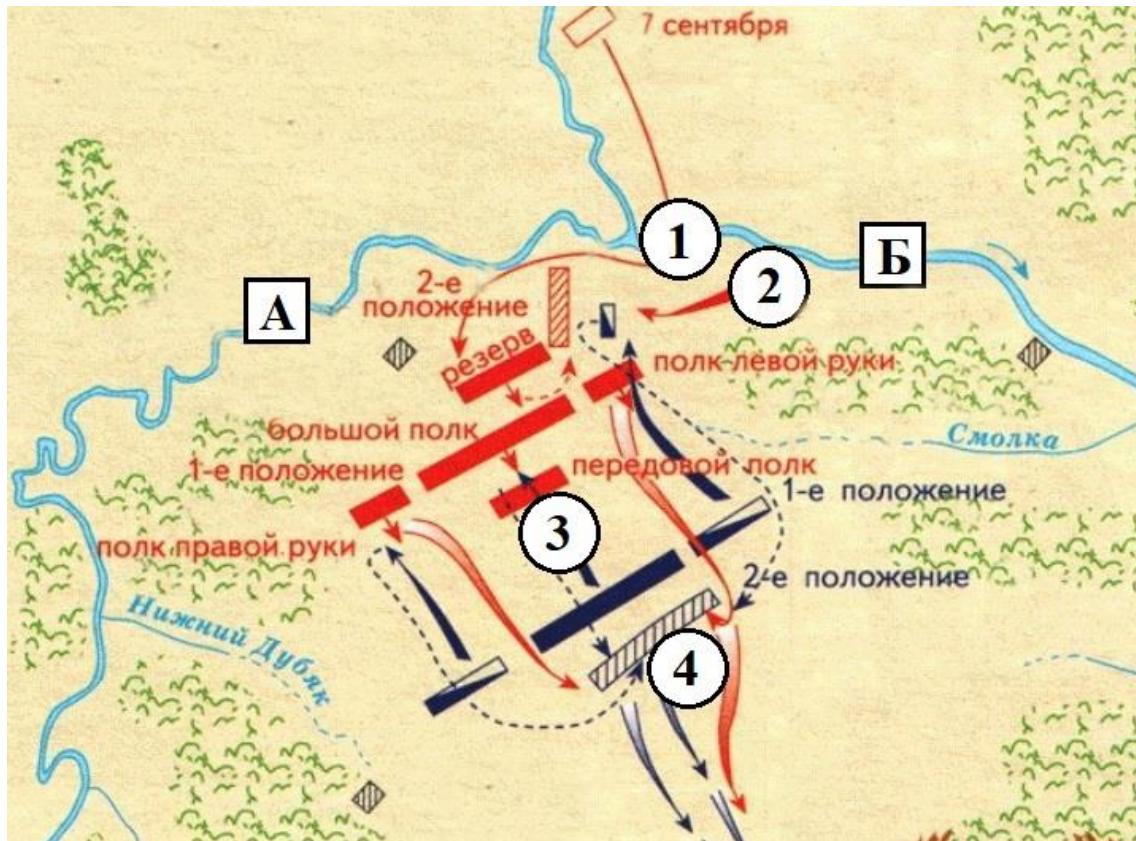 7 сентября
1
Б
2
А
2-е
положение
резерв
полк левой руки
Смолка
большой полк
1-е положение
передовой полк
1-е положение
3
полк правой руки
2-е положение
Нижний Дубяк
4